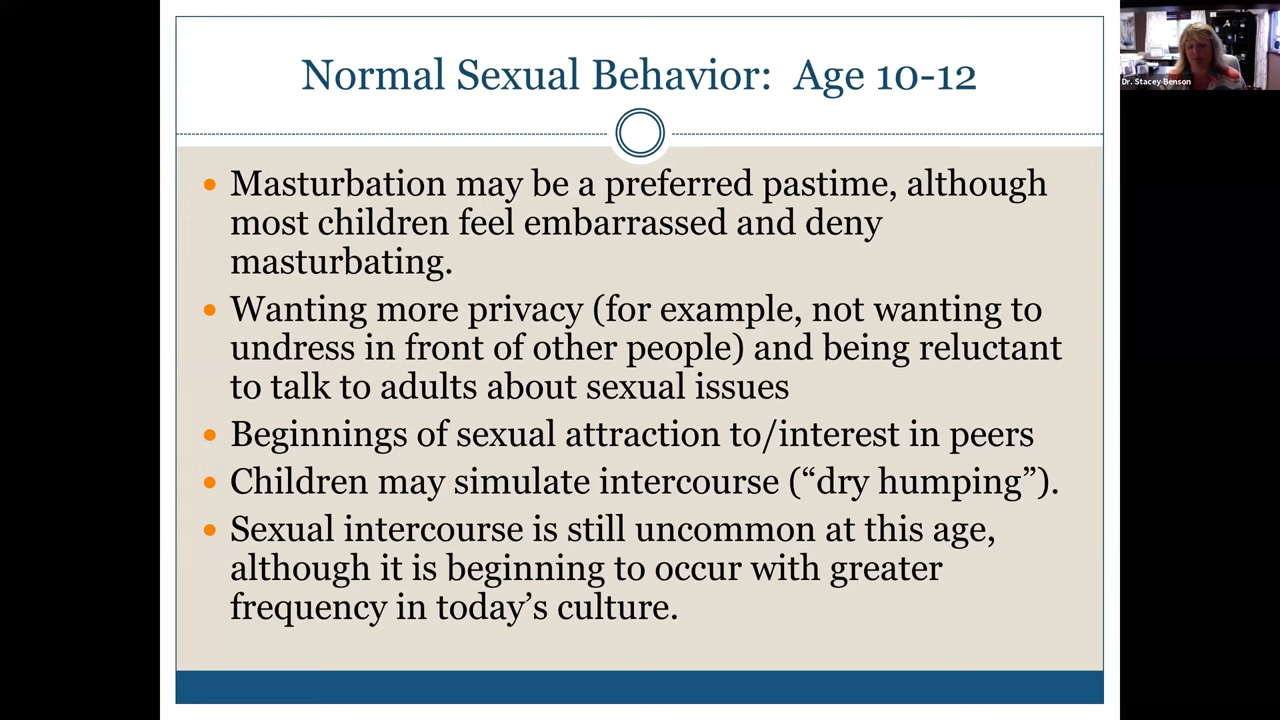 Normal Sexual Behavior: Age 10-12
Dr. Stacey Benson
• Masturbation may be a preferred pastime, although
most children feel embarrassed and deny
masturbating.
• Wanting more privacy (for example, not wanting to
undress in front of other people) and being reluctant
to talk to adults about sexual issues
• Beginnings of sexual attraction to/interest in peers
• Children may simulate intercourse (“dry humping”).
• Sexual intercourse is still uncommon at this age,
although it is beginning to occur with greater
frequency in today’s culture.